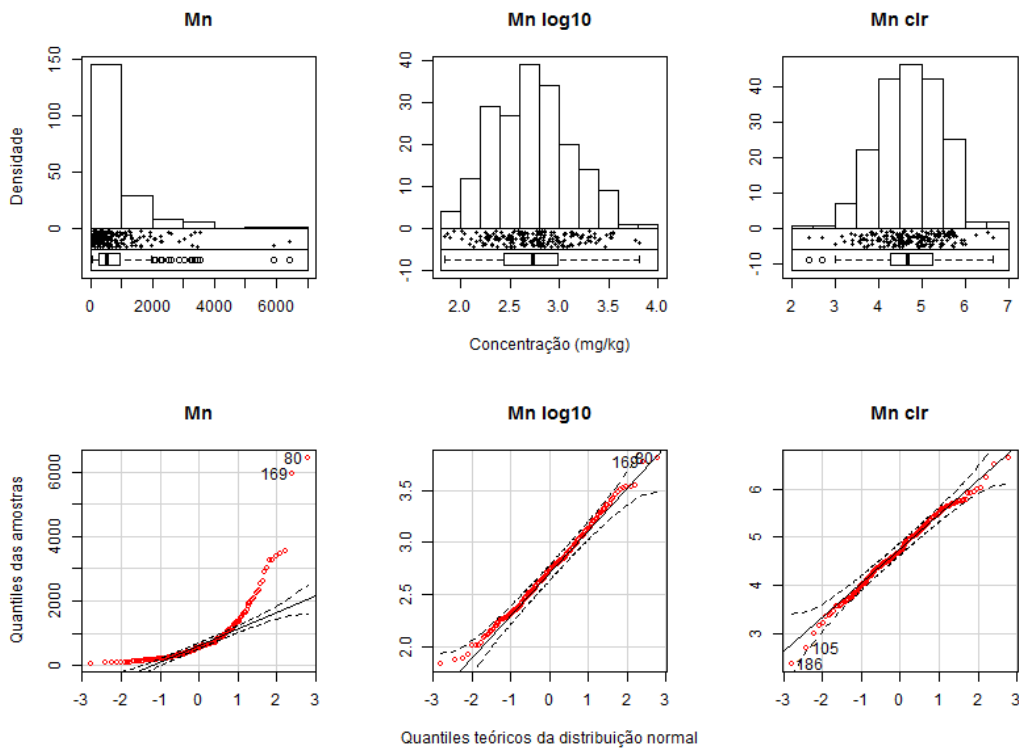 Mn Mn log10 Mn clr
Densidade
0 50 100 150
-10 0 10 20 30 40
-10 0 10 20 30 40
0 2000 4000 6000
2.0 2.5 3.0 3.5 4.0
2 3 4 5 6 7
Concentração (mg/kg)
Mn Mn log10 Mn clr
Quantiles das amostras
0 2000 4000 6000
80
169
2.0 2.5 3.0 3.5
169 80
3 4 5 6
105
186
-3 -2 -1 0 1 2 3
-3 -2 -1 0 1 2 3
-3 -2 -1 0 1 2 3
Quantiles teóricos da distribuição normal